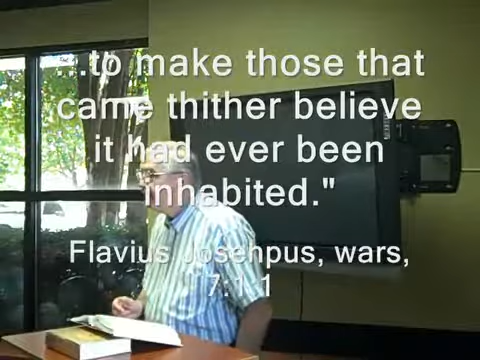 ...to make those that
came thither believe
it had ever been
inhabited."
Flavius Josehpus, wars,
7:1:1